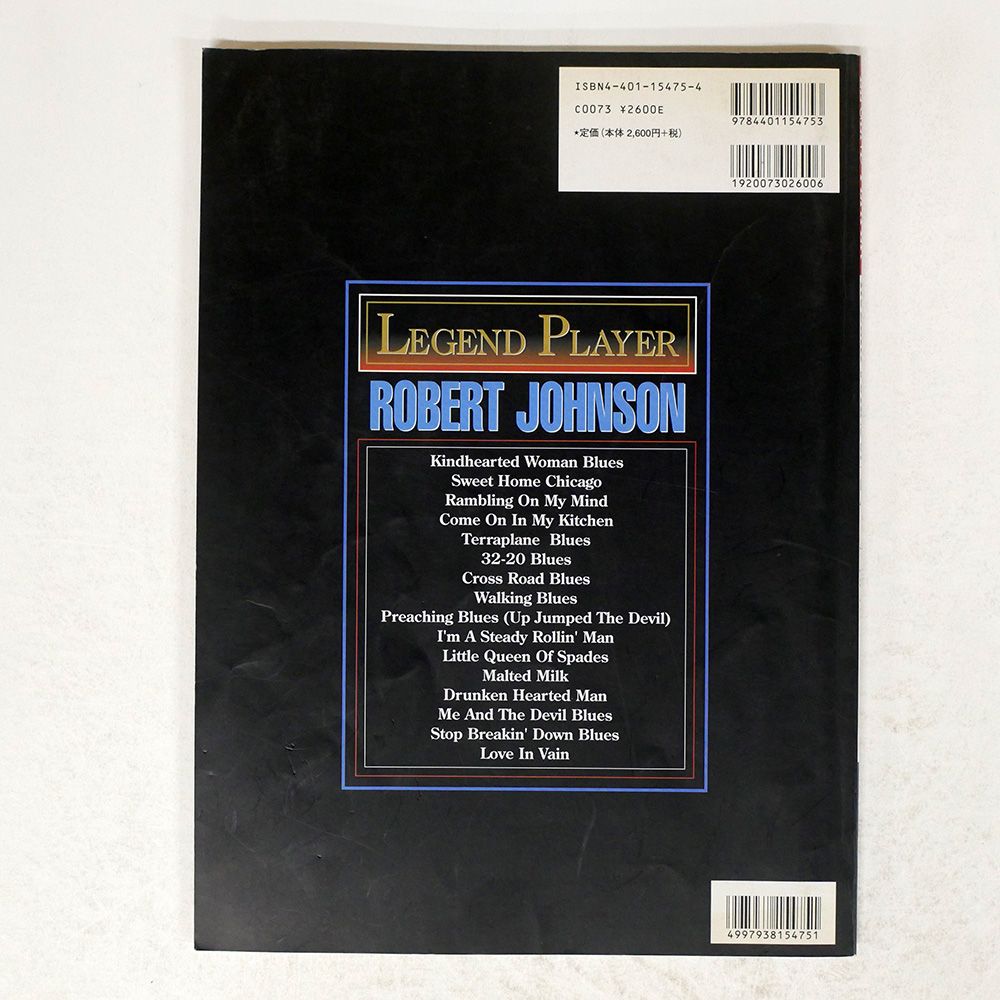 ISBN4-401-15475-4
C0073 ¥2600E
★定価(本体 2,600円+税)
9784401154753
1920073026006
LEGEND PLAYER
ROBERT JOHNSON
Kindhearted Woman Blues
Sweet Home Chicago
Rambling On My Mind
Come On In My Kitchen
Terraplane Blues
32-20 Blues
Cross Road Blues
Walking Blues
Preaching Blues (Up Jumped The Devil)
I'm A Steady Rollin' Man
Little Queen Of Spades
Malted Milk
Drunken Hearted Man
Me And The Devil Blues
Stop Breakin' Down Blues
Love In Vain
4997938154751